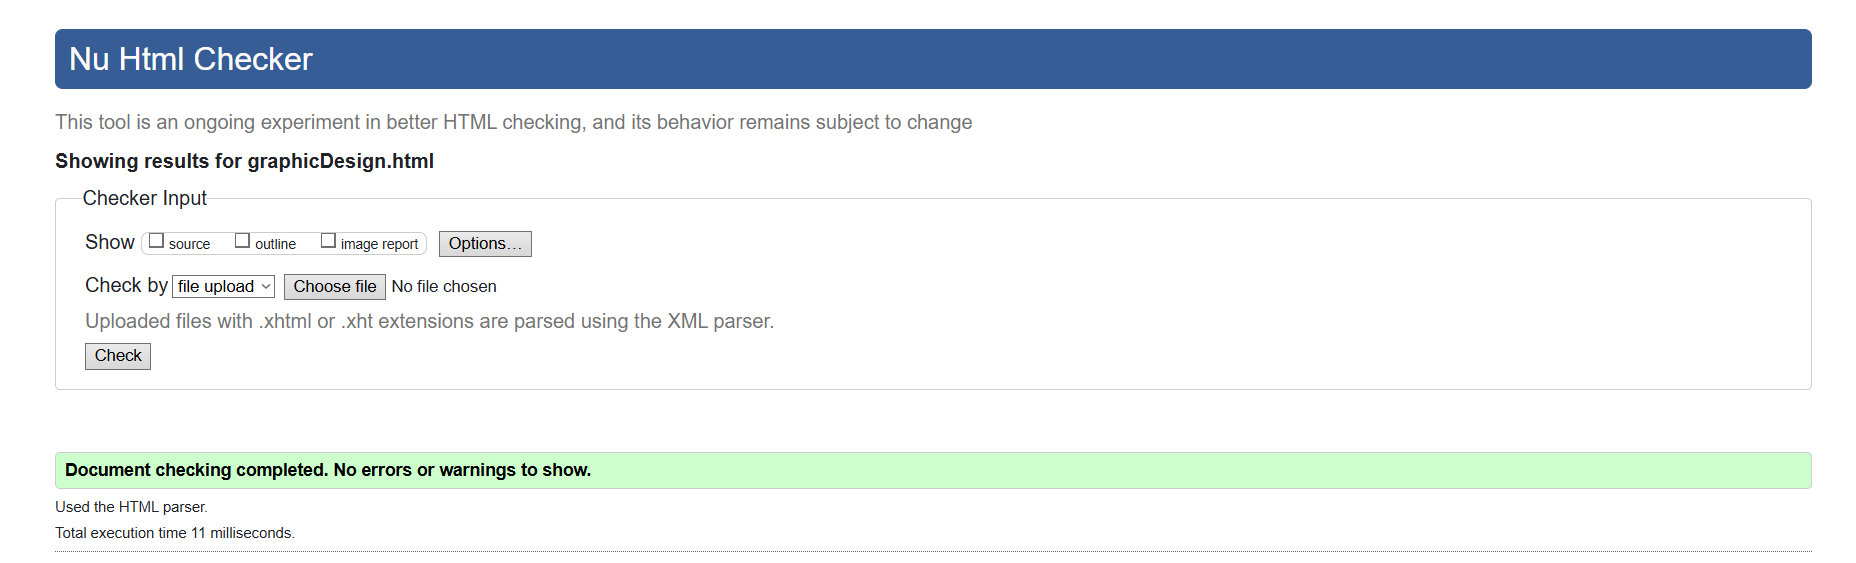 Nu Html Checker
This tool is an ongoing experiment in better HTML checking, and its behavior remains subject to change
Showing results for graphicDesign.html
Checker Input
Show source outline image report Options...
Check by file upload Choose file No file chosen
Uploaded files with .xhtml or .xht extensions are parsed using the XML parser.
Check
Document checking completed. No errors or warnings to show.
Used the HTML parser.
Total execution time 11 milliseconds.